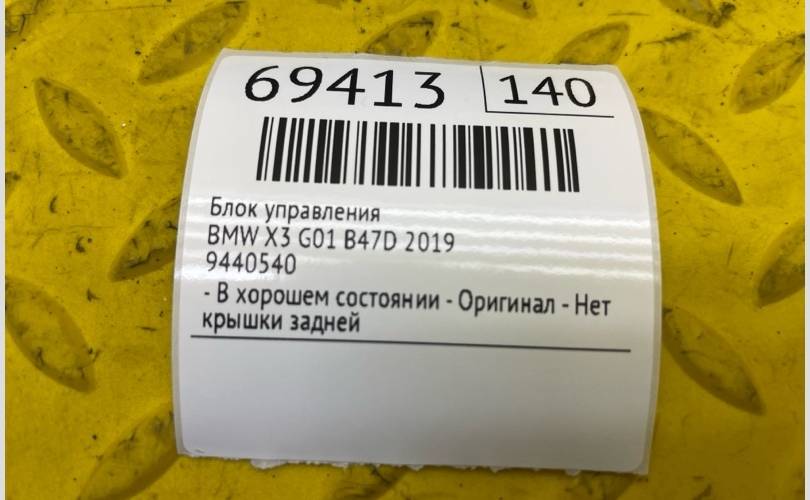 69413 140
Блок управления
BMW X3 G01 B47D 2019
9440540
- В хорошем состоянии - Оригинал - Нет
крышки задней